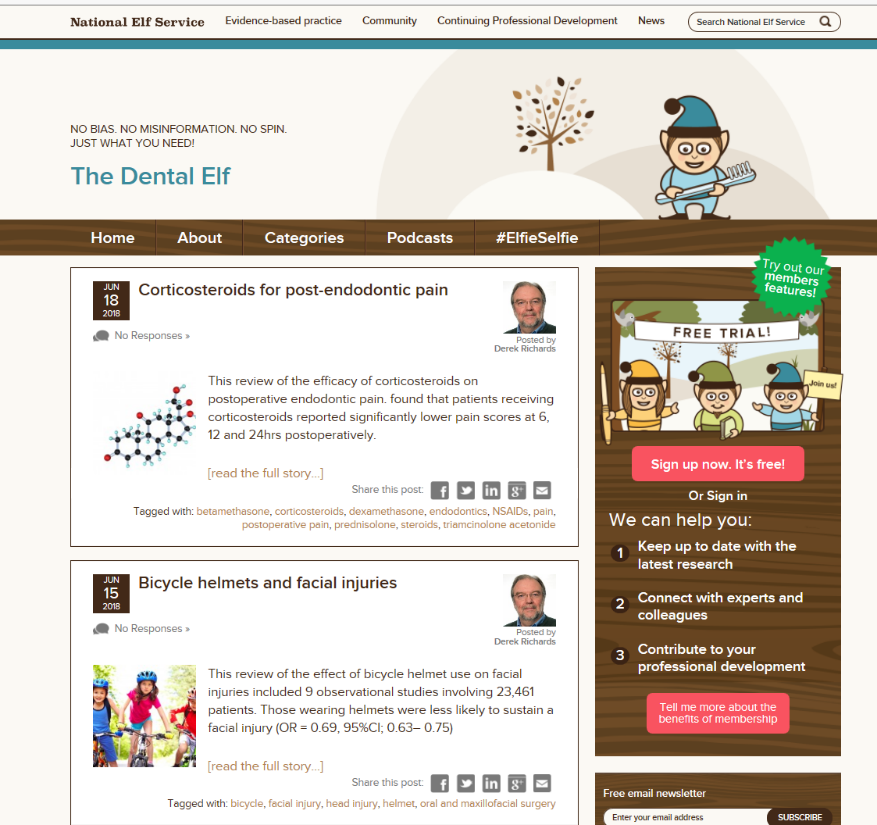 National Elf Service
Evidence-based practice
Community
Continuing Professional Development
News
Search National Elf Service
NO BIAS. NO MISINFORMATION. NO SPIN.
JUST WHAT YOU NEED!
The Dental Elf
Home
About
Categories
Podcasts
#ElfieSelfie
JUN
18
2018
Corticosteroids for post-endodontic pain
No Responses »
Posted by
Derek Richards
This review of the efficacy of corticosteroids on
postoperative endodontic pain. found that patients receiving
corticosteroids reported significantly lower pain scores at 6,
12 and 24hrs postoperatively.
[read the full story...]
Share this post:
Tagged with: betamethasone, corticosteroids, dexamethasone, endodontics, NSAIDs, pain,
postoperative pain, prednisolone, steroids, triamcinolone acetonide
JUN
15
2018
Bicycle helmets and facial injuries
No Responses »
Posted by
Derek Richards
This review of the effect of bicycle helmet use on facial
injuries included 9 observational studies involving 23,461
patients. Those wearing helmets were less likely to sustain a
facial injury (OR = 0.69, 95%CI; 0.63– 0.75)
[read the full story...]
Share this post:
Tagged with: bicycle, facial injury, head injury, helmet, oral and maxillofacial surgery
Try out our
members
features!
FREE TRIAL!
Join us!
Sign up now. It's free!
Or Sign in
We can help you:
1 Keep up to date with the
latest research
2 Connect with experts and
colleagues
3 Contribute to your
professional development
Tell me more about the
benefits of membership
Free email newsletter
Enter your email address
SUBSCRIBE